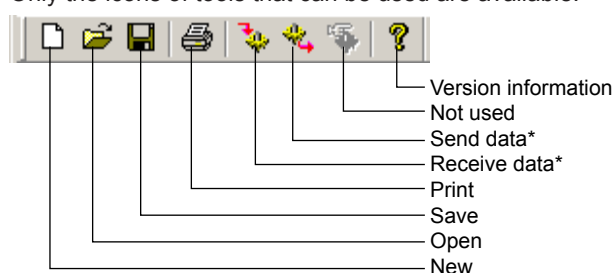 Only the icons of tools that can be used are available.
Version information
Not used
Send data*
Receive data*
Print
Save
Open
New